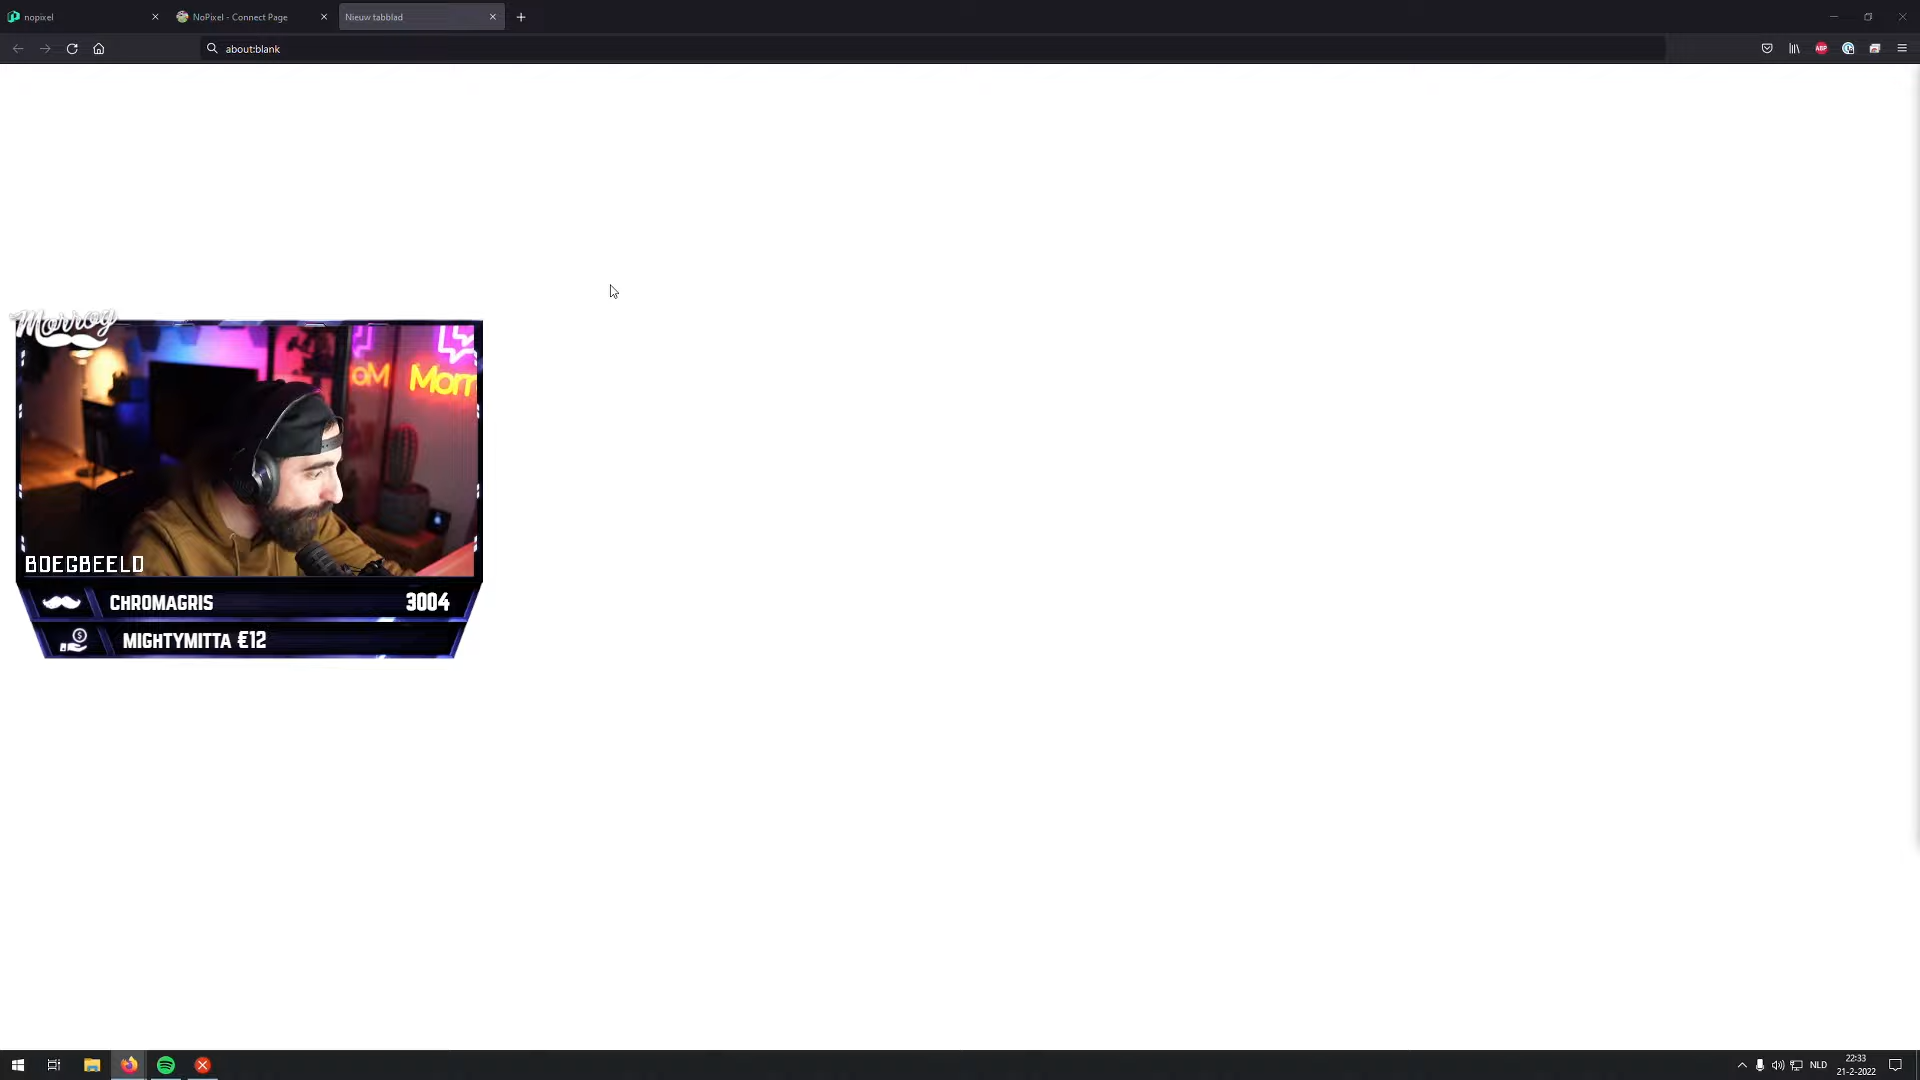 nopixel
NoPixel - Connect Page
Nieuw tabblad
about:blank
ABP
Morroy
oM
Morr
BOEGBEELD
CHROMAGRIS 3004
MIGHTYMITTA €12
NLD
22:33
21-2-2022